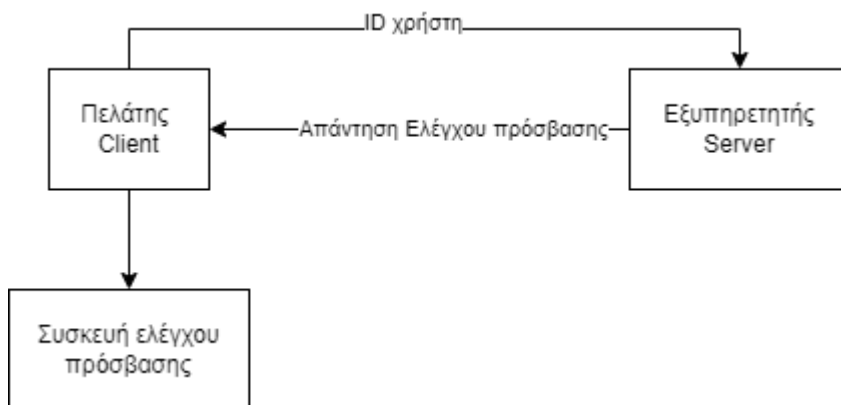 ID χρήστη
Πελάτης
Client
Απάντηση Ελέγχου πρόσβασης
Εξυπηρετητής
Server
Συσκευή ελέγχου
πρόσβασης